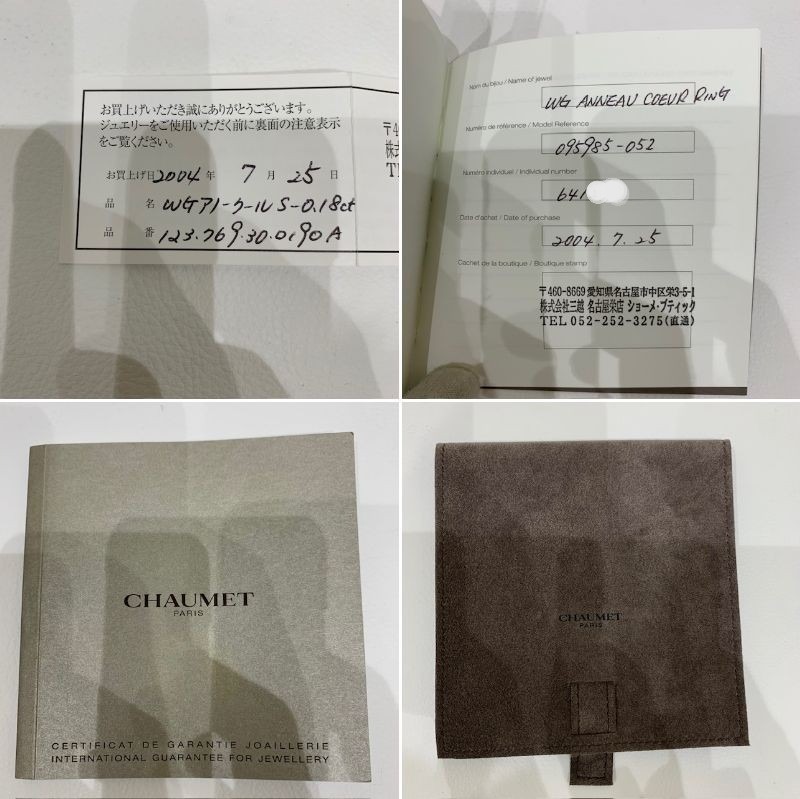 お買上げいただき誠にありがとうございます。
ジュエリーをご使用いただく前に裏面の注意表示
をご覧ください。
お買上げ日 2004 年 7 月 25 日
品 名 WGアノークールS-0.18ct
品 番 123.769.30.0190A
〒46
株式
TE
Nom du bijou / Name of jewel
WG ANNEAU COEUR RING
Numéro de référence / Model Reference
095985-052
Numéro individuel / Individual number
641
Date d'achat / Date of purchase
2004. 7. 25
Cachet de la boutique / Boutique stamp
〒460-8669 愛知県名古屋市中区栄3-5-1
株式会社三越 名古屋栄店 ショーメ・ブティック
TEL 052-252-3275(直通)
CHAUMET
PARIS
CERTIFICAT DE GARANTIE JOAILLERIE
INTERNATIONAL GUARANTEE FOR JEWELLERY
CHAUMET
PARIS